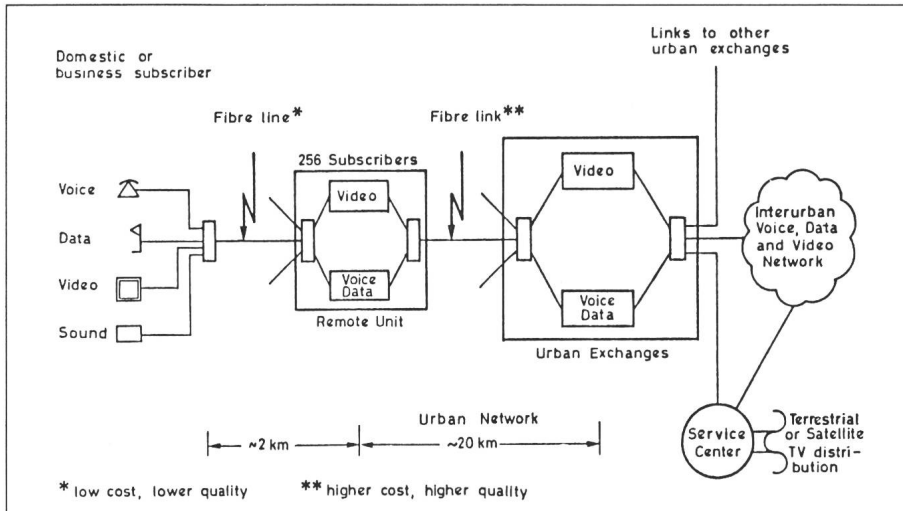 Links to other
urban exchanges
Domestic or
business subscriber
Fibre line*
Fibre link**
256 Subscribers
Video
Video
Voice
Data
Video
Sound
Voice
Data
Remote Unit
Voice
Data
Urban Exchanges
Interurban
Voice, Data
and Video
Network
Urban Network
~2 km
~20 km
Service
Center
Terrestrial
or Satellite
TV distri-
bution
* low cost, lower quality
** higher cost, higher quality